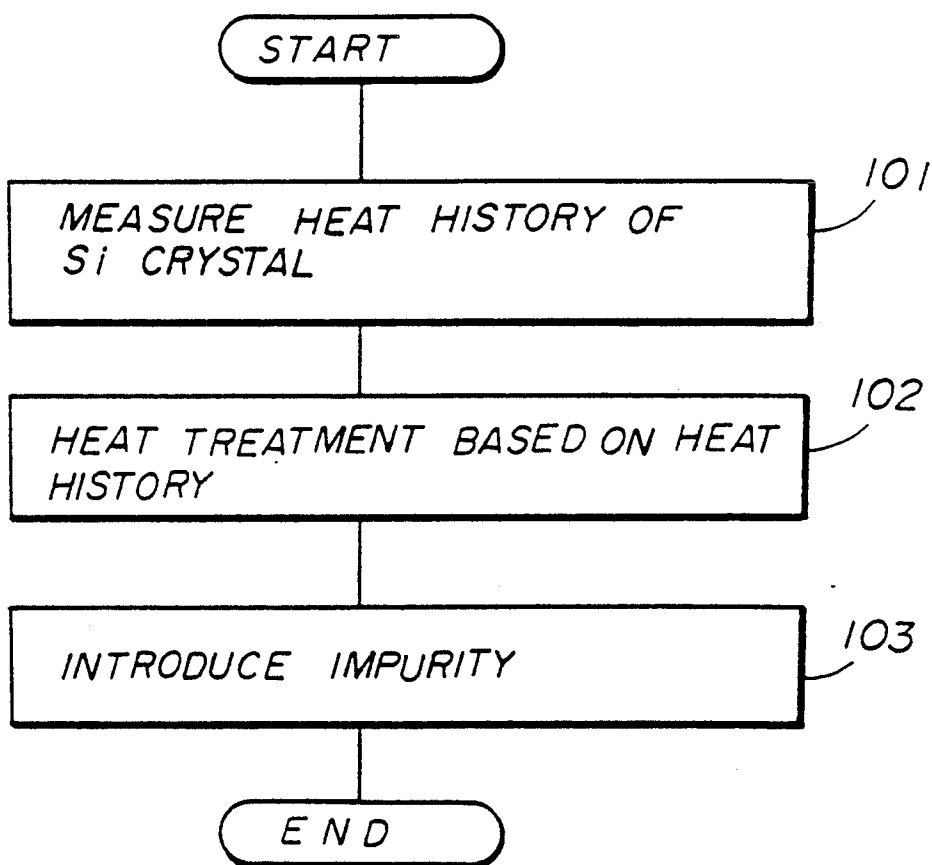 START
101
MEASURE HEAT HISTORY OF
Si CRYSTAL
102
HEAT TREATMENT BASED ON HEAT
HISTORY
103
INTRODUCE IMPURITY
END